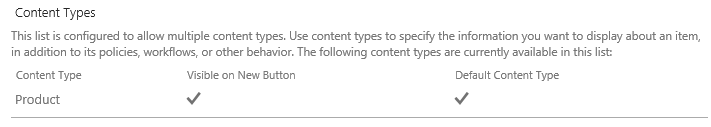 Content Types
This list is configured to allow multiple content types. Use content types to specify the information you want to display about an item,
in addition to its policies, workflows, or other behavior. The following content types are currently available in this list:
Content Type Visible on New Button Default Content Type
Product ✓ ✓